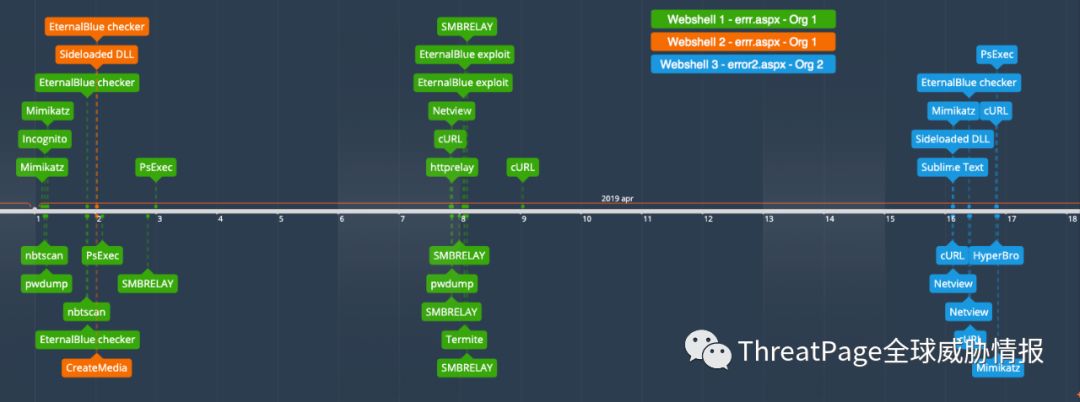 EternalBlue checker
SMBRELAY
Webshell 1 - errr.aspx - Org 1
Webshell 2 - errr.aspx - Org 1
Webshell 3 - error2.aspx - Org 2
Sideloaded DLL
EternalBlue exploit
PsExec
EternalBlue checker
EternalBlue exploit
EternalBlue checker
Mimikatz
Netview
Mimikatz
cURL
Incognito
cURL
Sideloaded DLL
Mimikatz
PsExec
httprelay
cURL
Sublime Text
2019 apr
1 2 3 4 5 6 7 8 9 10 11 12 13 14 15 16 17 18
nbtscan
PsExec
SMBRELAY
cURL
HyperBro
pwdump
SMBRELAY
pwdump
Netview
nbtscan
SMBRELAY
Netview
EternalBlue checker
Termite
cURL
CreateMedia
SMBRELAY
Mimikatz
ThreatPage全球威胁情报